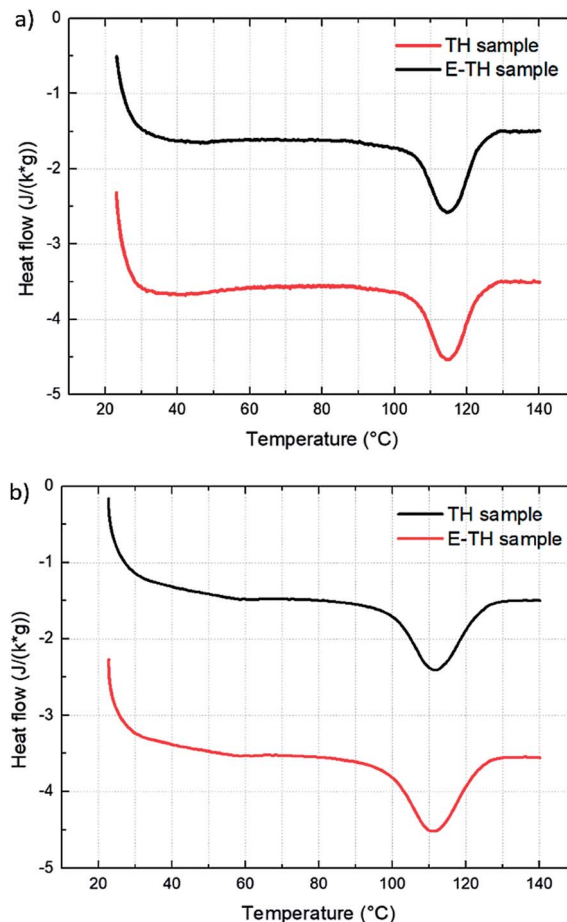 a)
TH sample
E-TH sample
-1
-2
-3
-4
-5
Heat flow (J/(k*g))
20 40 60 80 100 120 140
Temperature (°C)
b)
0
TH sample
E-TH sample
-1
-2
-3
-4
-5
Heat flow (J/(k*g))
20 40 60 80 100 120 140
Temperature (°C)